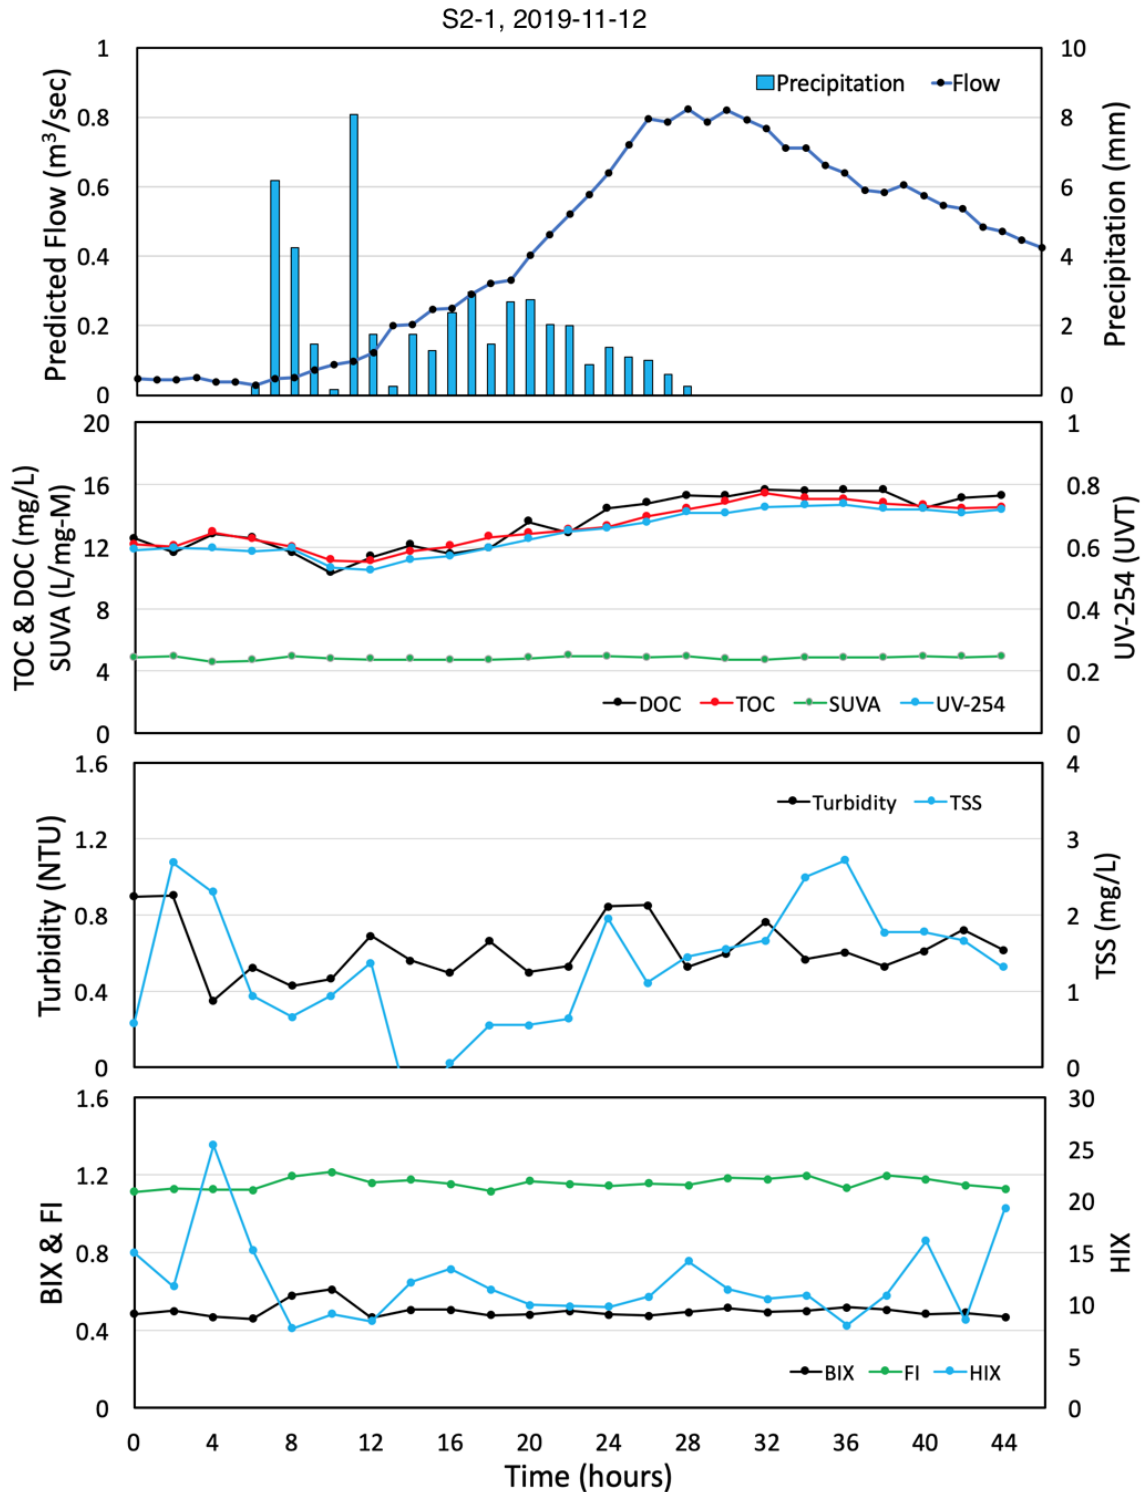 S2-1, 2019-11-12
Predicted Flow (m³/sec)
1
0.8
0.6
0.4
0.2
0
Precipitation Flow
10
8
6
4
2
0
Precipitation (mm)
TOC & DOC (mg/L)
SUVA (L/mg-M)
20
16
12
8
4
0
DOC TOC SUVA UV-254
1
0.8
0.6
0.4
0.2
0
UV-254 (UVT)
Turbidity (NTU)
1.6
1.2
0.8
0.4
0
Turbidity TSS
4
3
2
1
0
TSS (mg/L)
BIX & FI
1.6
1.2
0.8
0.4
0
BIX FI HIX
30
25
20
15
10
5
0
HIX
0 4 8 12 16 20 24 28 32 36 40 44
Time (hours)